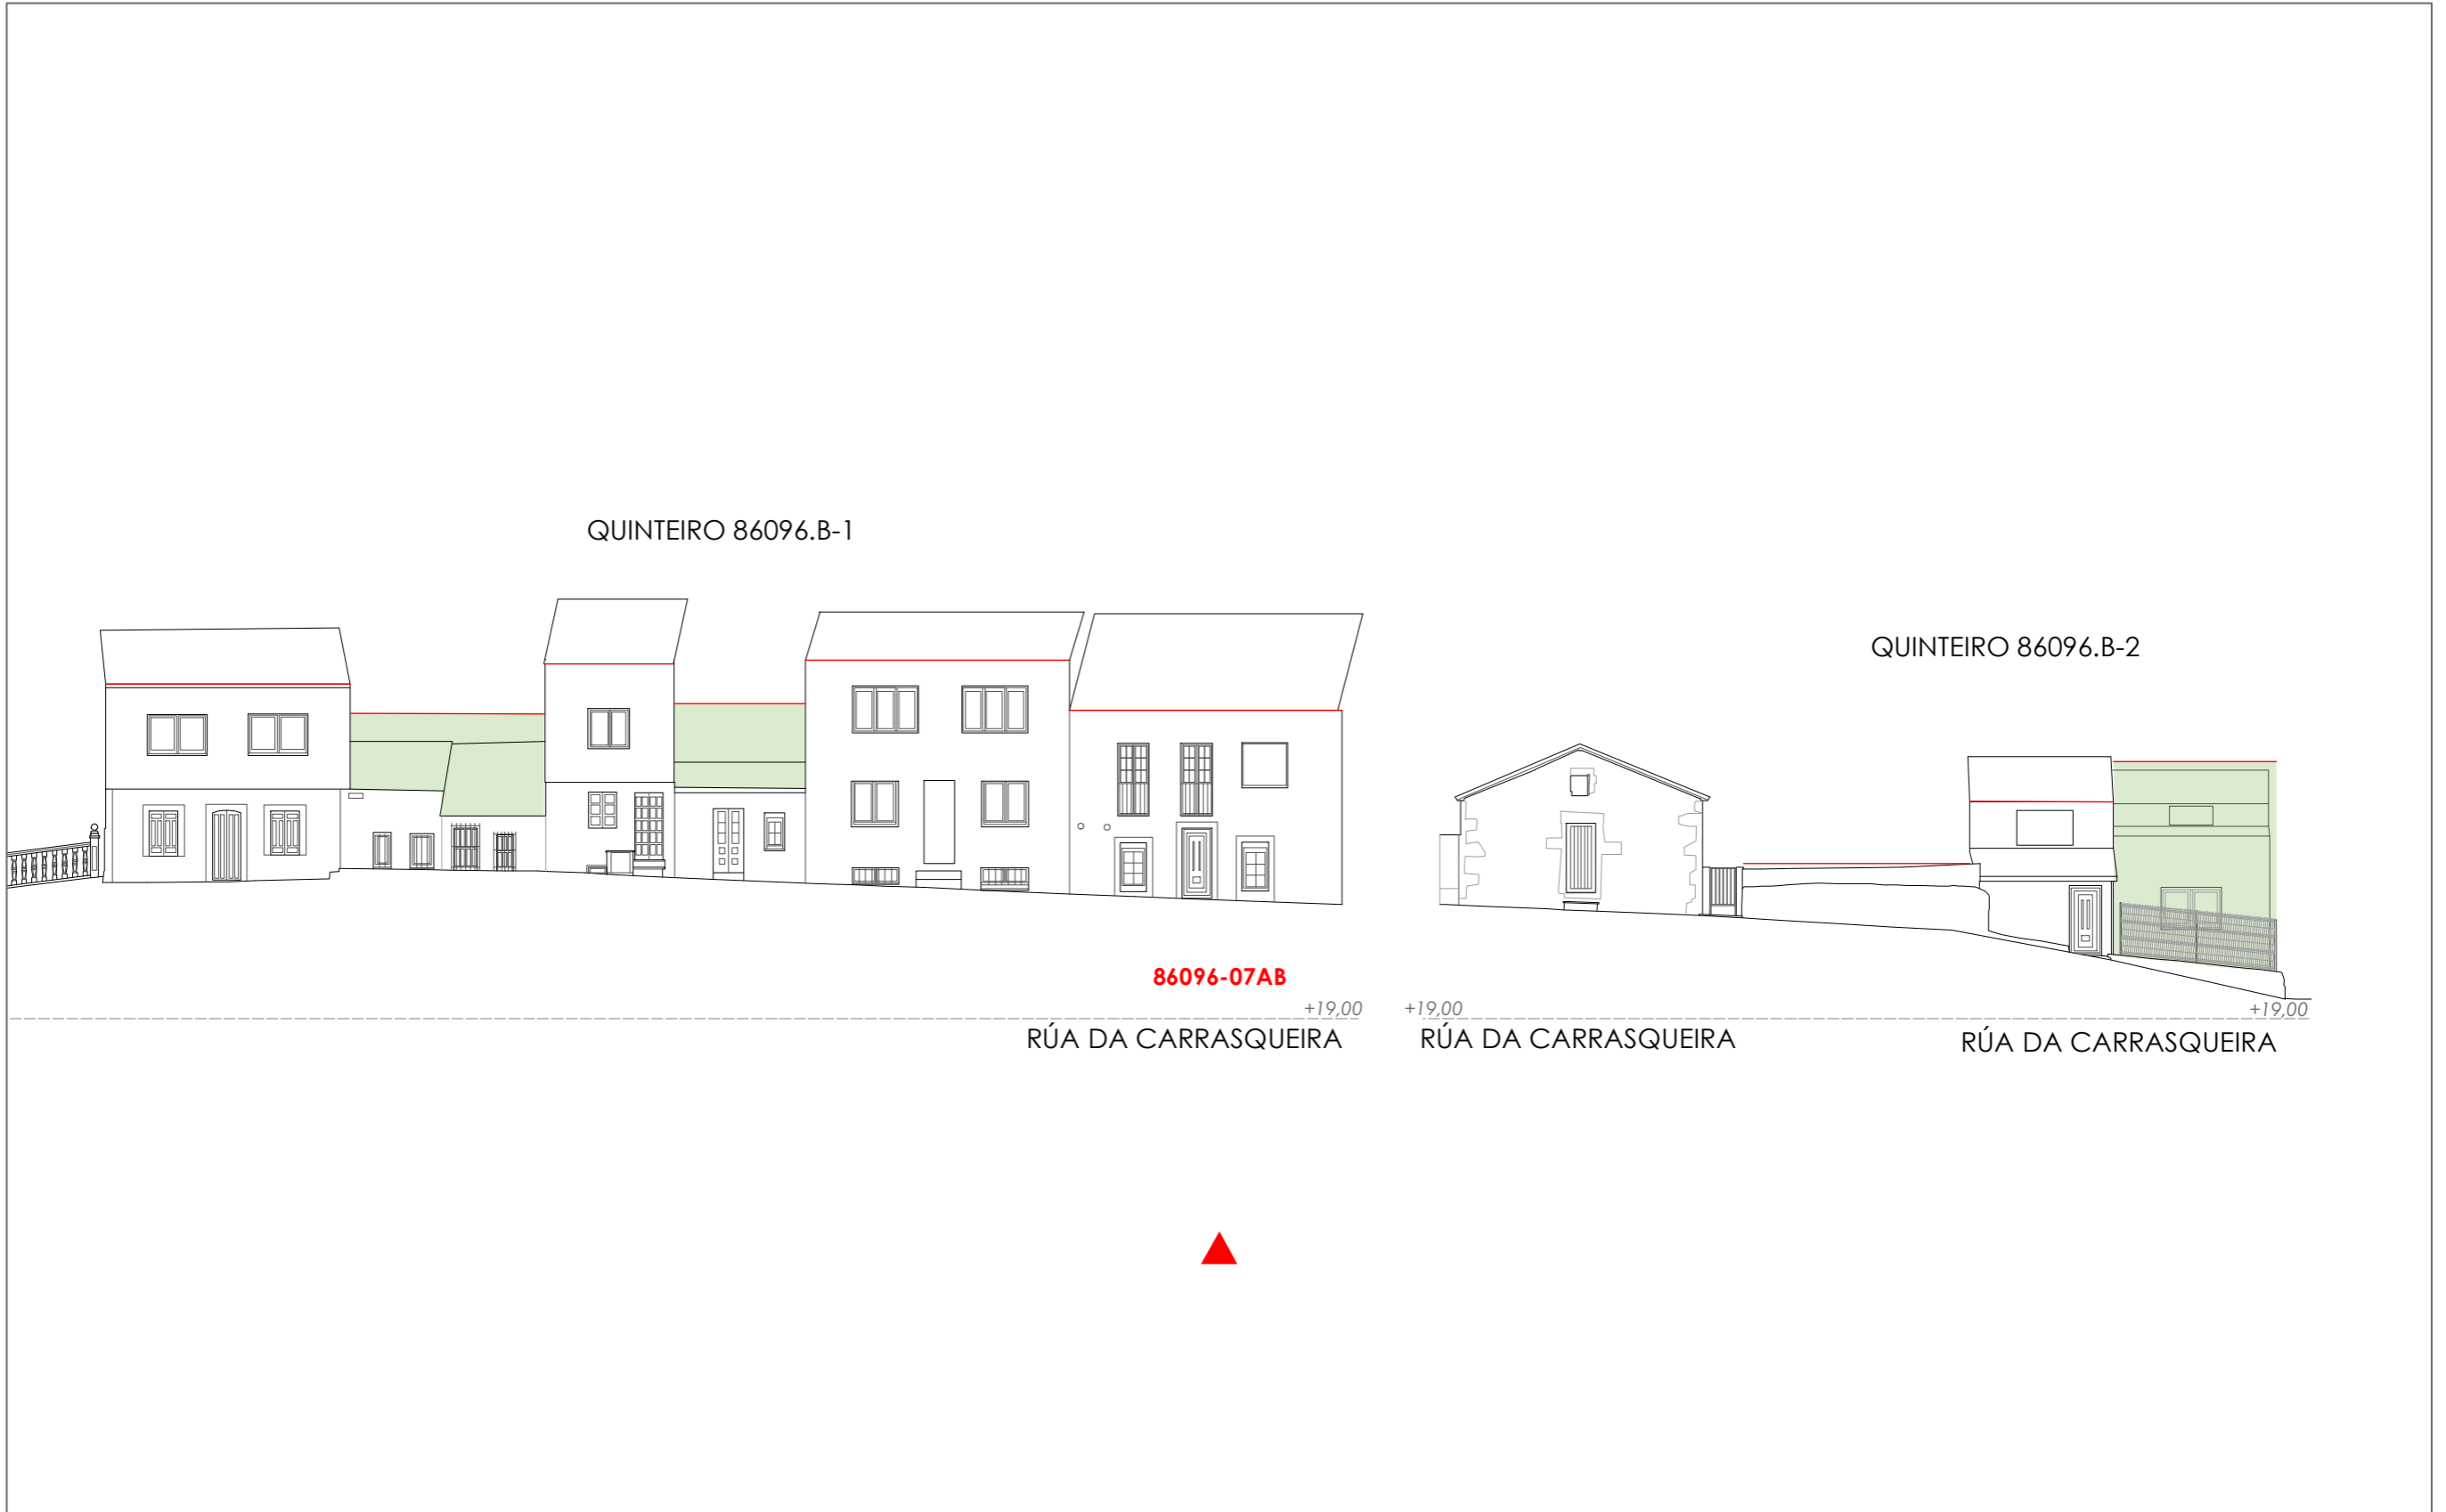 QUINTEIRO 86096.B-1
QUINTEIRO 86096.B-2
86096-07AB
+19,00
+19,00
+19,00
RÚA DA CARRASQUEIRA
RÚA DA CARRASQUEIRA
RÚA DA CARRASQUEIRA